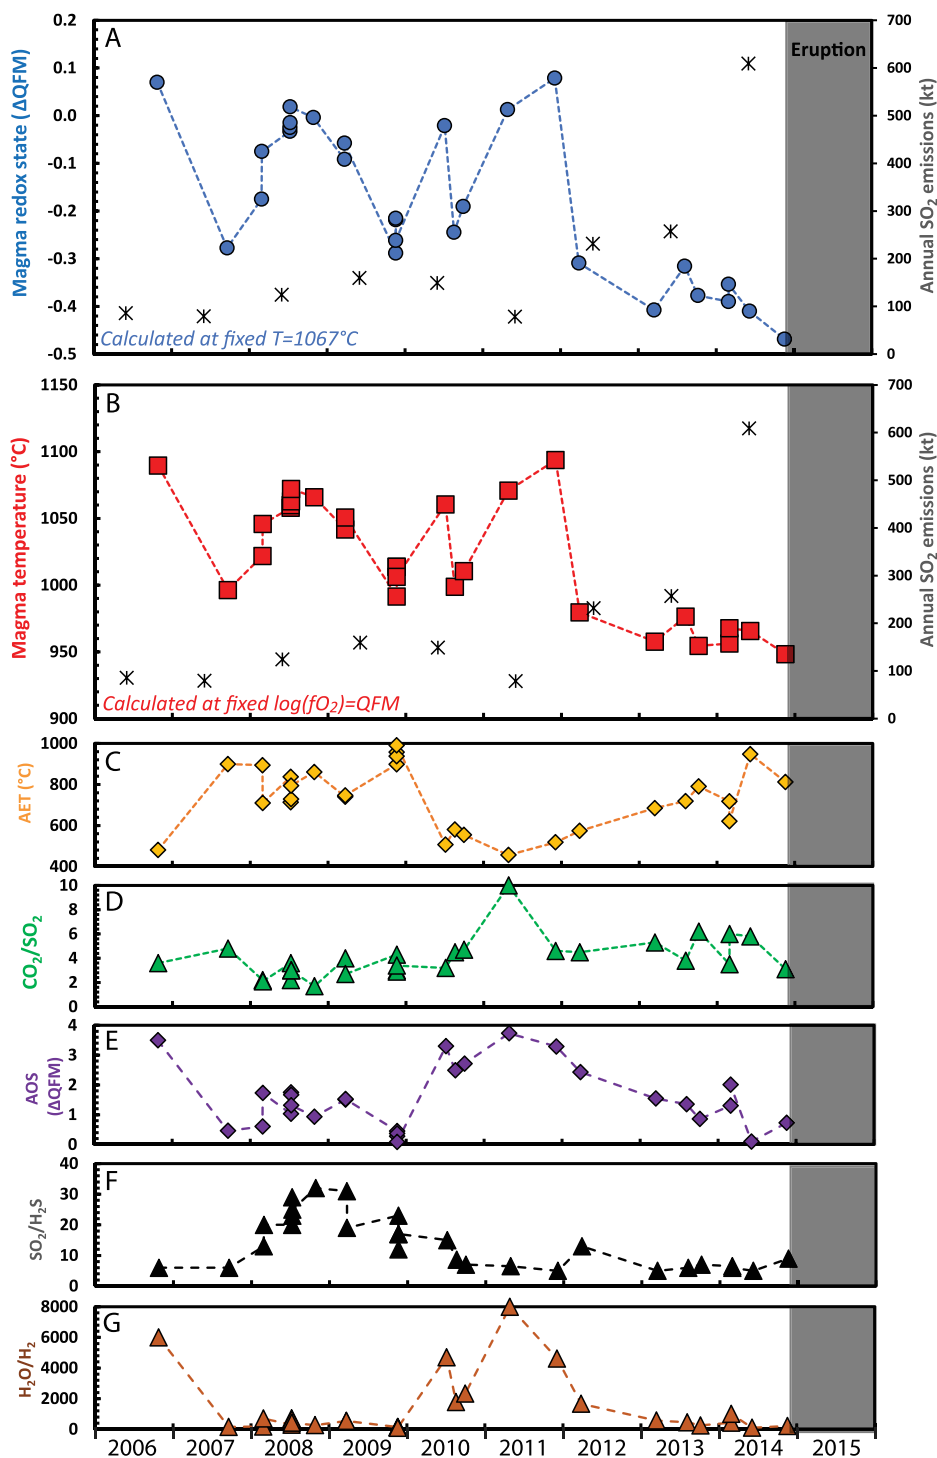 A
Eruption
Magma redox state (ΔQFM)
0.2
0.1
0.0
-0.1
-0.2
-0.3
-0.4
-0.5
Calculated at fixed T=1067°C
700
600
500
400
300
200
100
0
Annual SO₂ emissions (kt)
B
Magma temperature (°C)
1150
1100
1050
1000
950
900
Calculated at fixed log(fO₂)=QFM
700
600
500
400
300
200
100
0
Annual SO₂ emissions (kt)
C
AET (°C)
1000
800
600
400
D
CO₂/SO₂
10
8
6
4
2
0
E
AOS
(ΔQFM)
4
3
2
1
0
F
SO₂/H₂S
40
30
20
10
0
G
H₂O/H₂
8000
6000
4000
2000
0
2006 2007 2008 2009 2010 2011 2012 2013 2014 2015